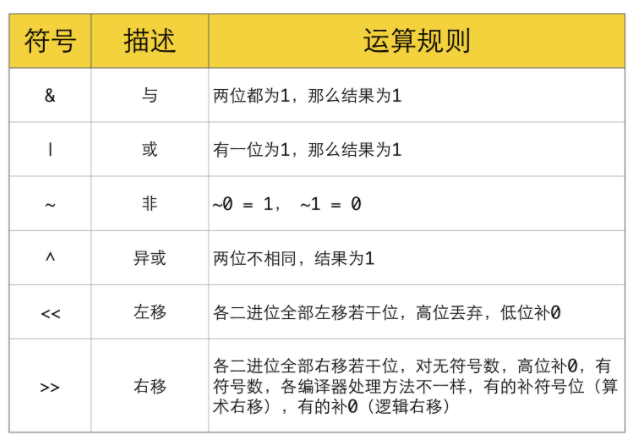 符号 描述 运算规则
& 与 两位都为1，那么结果为1
| 或 有一位为1，那么结果为1
~ 非 ~0 = 1， ~1 = 0
^ 异或 两位不相同，结果为1
<< 左移 各二进位全部左移若干位，高位丢弃，低位补0
>> 右移 各二进位全部右移若干位，对无符号数，高位补0，有
符号数，各编译器处理方法不一样，有的补符号位（算
术右移），有的补0（逻辑右移）